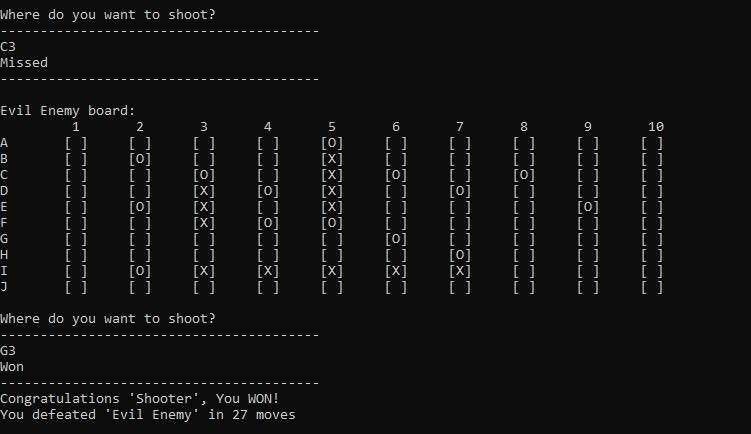 Where do you want to shoot?
----------------------------------------
C3
Missed
----------------------------------------
Evil Enemy board:
         1       2       3       4       5       6       7       8       9       10
A       [ ]     [ ]     [ ]     [ ]     [O]     [ ]     [ ]     [ ]     [ ]     [ ]
B       [ ]     [O]     [ ]     [ ]     [X]     [ ]     [ ]     [ ]     [ ]     [ ]
C       [ ]     [ ]     [O]     [ ]     [X]     [O]     [ ]     [O]     [ ]     [ ]
D       [ ]     [ ]     [X]     [O]     [X]     [ ]     [O]     [ ]     [ ]     [ ]
E       [ ]     [O]     [X]     [ ]     [X]     [ ]     [ ]     [ ]     [O]     [ ]
F       [ ]     [ ]     [X]     [O]     [O]     [ ]     [ ]     [ ]     [ ]     [ ]
G       [ ]     [ ]     [ ]     [ ]     [ ]     [O]     [ ]     [ ]     [ ]     [ ]
H       [ ]     [ ]     [ ]     [ ]     [ ]     [ ]     [O]     [ ]     [ ]     [ ]
I       [ ]     [O]     [X]     [X]     [X]     [X]     [X]     [ ]     [ ]     [ ]
J       [ ]     [ ]     [ ]     [ ]     [ ]     [ ]     [ ]     [ ]     [ ]     [ ]
Where do you want to shoot?
----------------------------------------
G3
Won
----------------------------------------
Congratulations 'Shooter', You WON!
You defeated 'Evil Enemy' in 27 moves